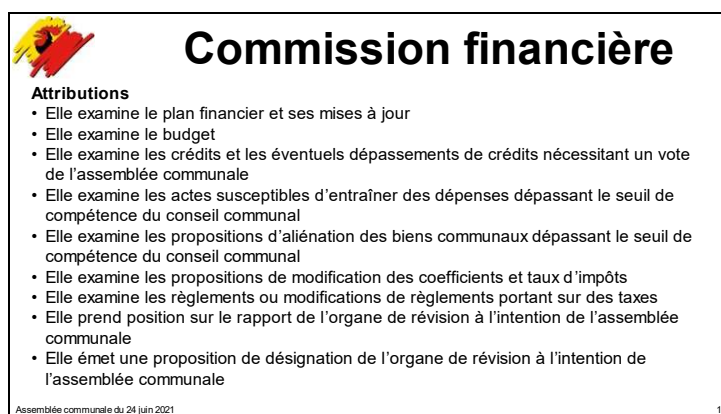 Commission financière
Attributions
• Elle examine le plan financier et ses mises à jour
• Elle examine le budget
• Elle examine les crédits et les éventuels dépassements de crédits nécessitant un vote
de l’assemblée communale
• Elle examine les actes susceptibles d’entraîner des dépenses dépassant le seuil de
compétence du conseil communal
• Elle examine les propositions d’aliénation des biens communaux dépassant le seuil de
compétence du conseil communal
• Elle examine les propositions de modification des coefficients et taux d’impôts
• Elle examine les règlements ou modifications de règlements portant sur des taxes
• Elle prend position sur le rapport de l’organe de révision à l’intention de l’assemblée
communale
• Elle émet une proposition de désignation de l’organe de révision à l’intention de
l’assemblée communale
Assemblée communale du 24 juin 2021 1